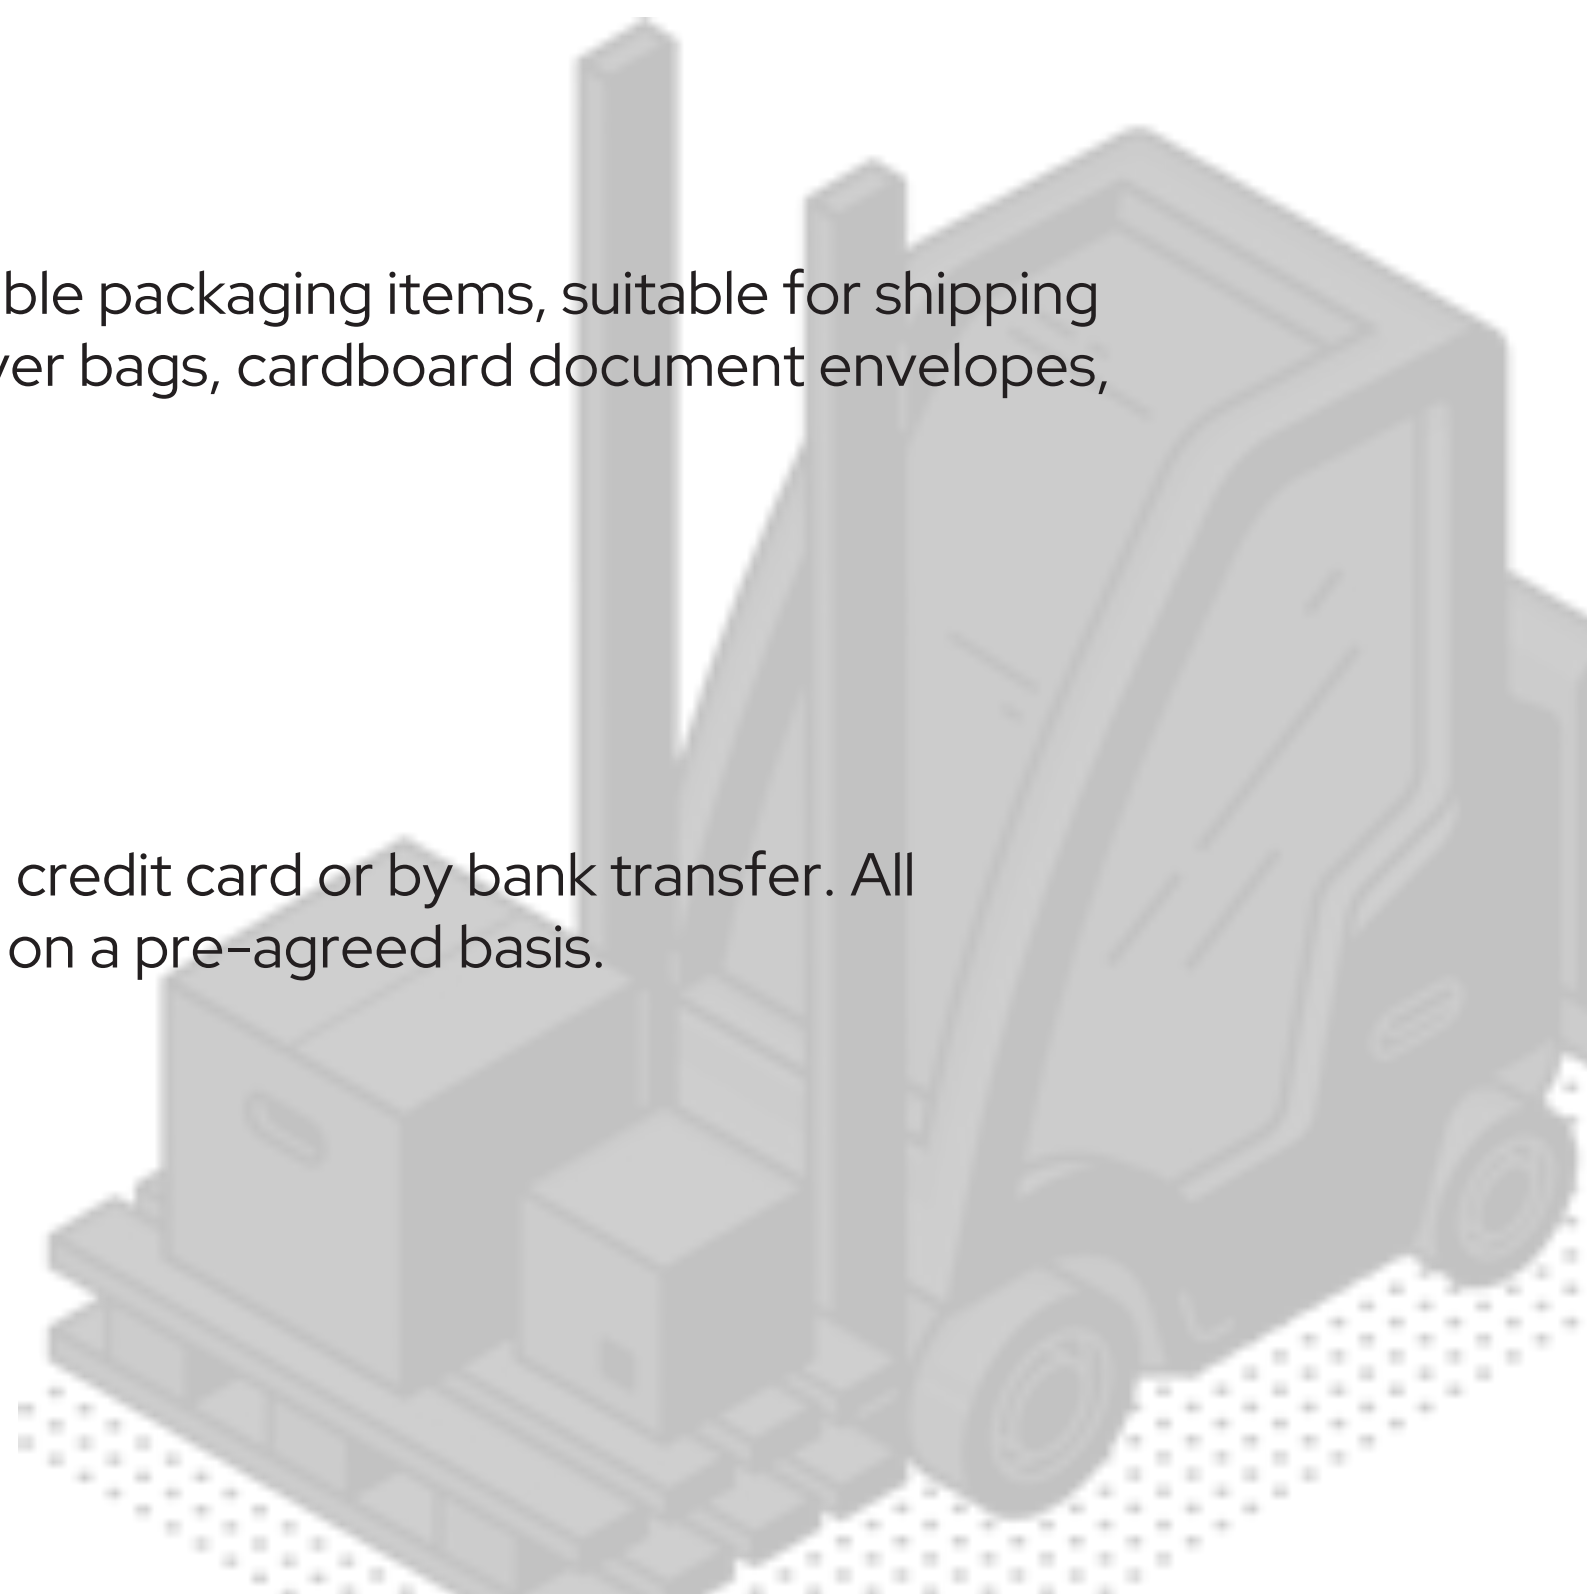 ble packaging items, suitable for shipping
er bags, cardboard document envelopes,
credit card or by bank transfer. All
on a pre-agreed basis.